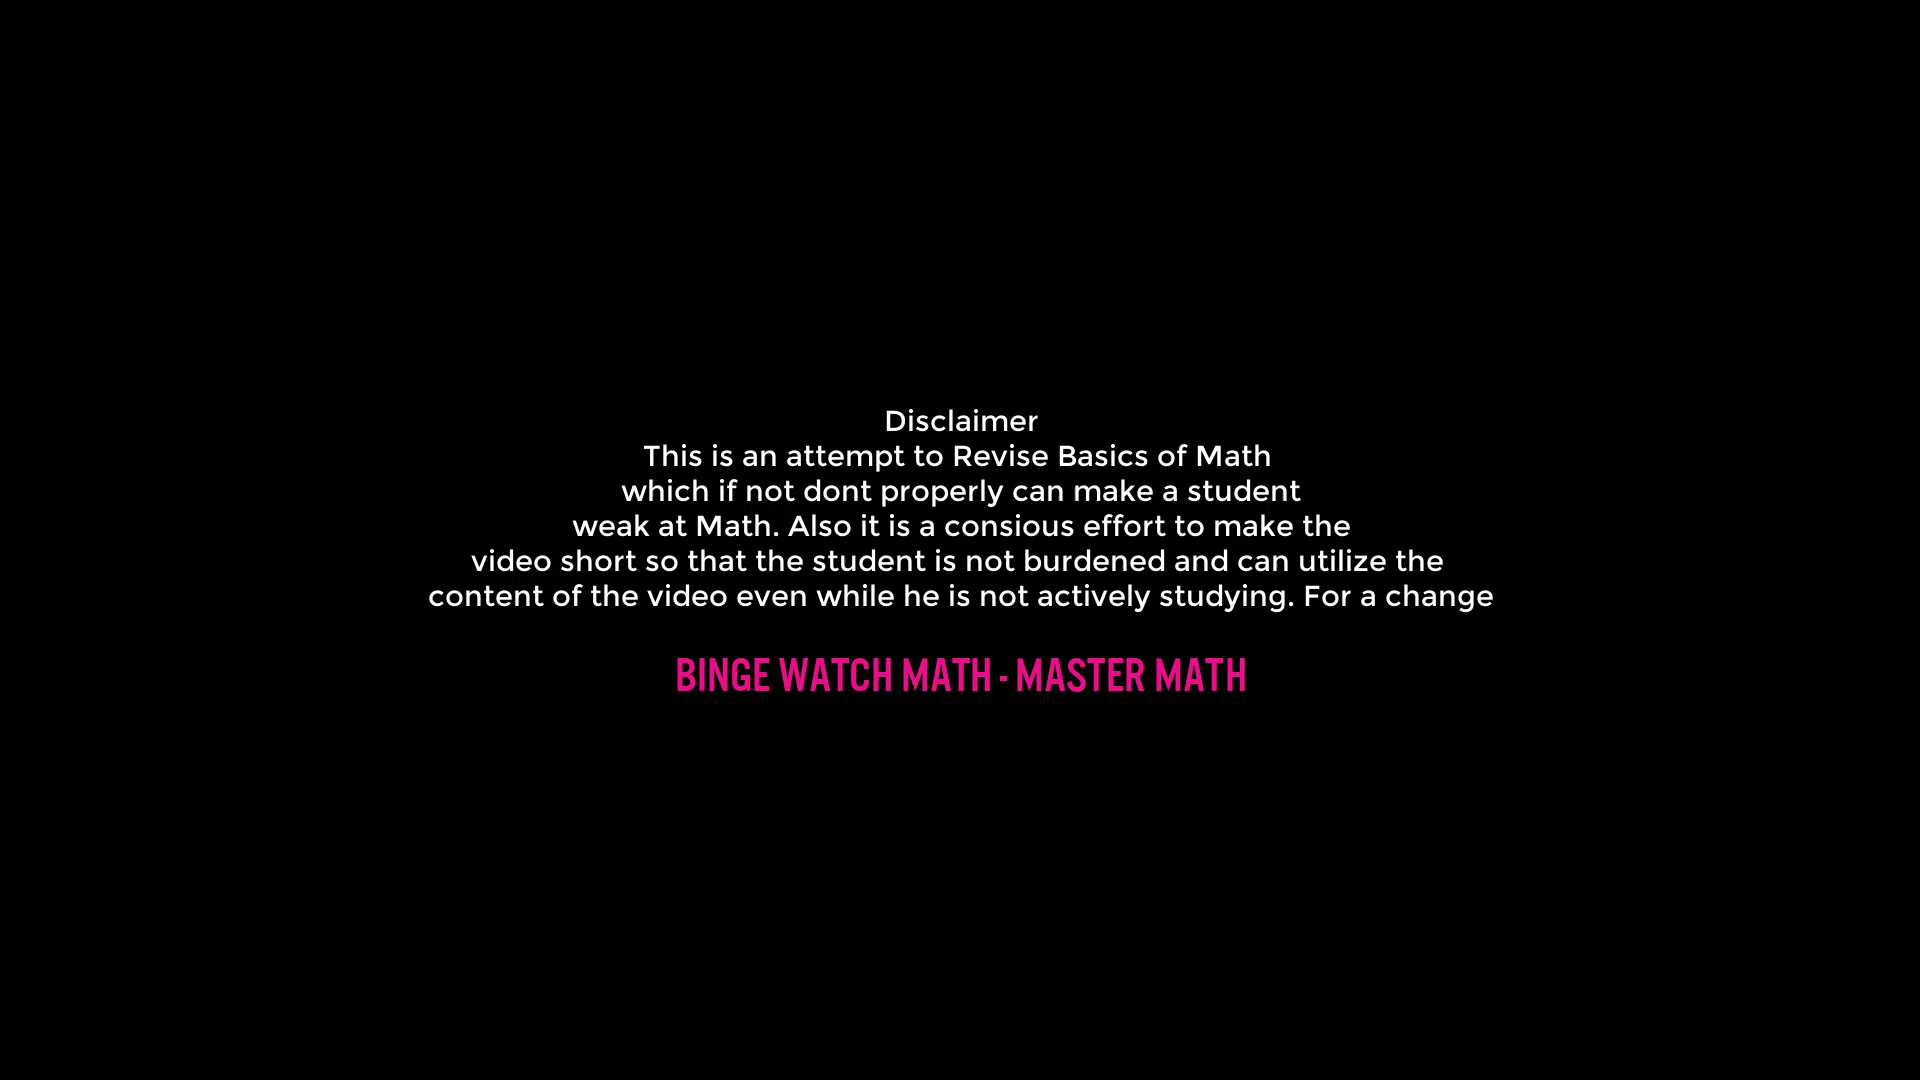 Disclaimer
This is an attempt to Revise Basics of Math
which if not dont properly can make a student
weak at Math. Also it is a consious effort to make the
video short so that the student is not burdened and can utilize the
content of the video even while he is not actively studying. For a change
BINGE WATCH MATH - MASTER MATH